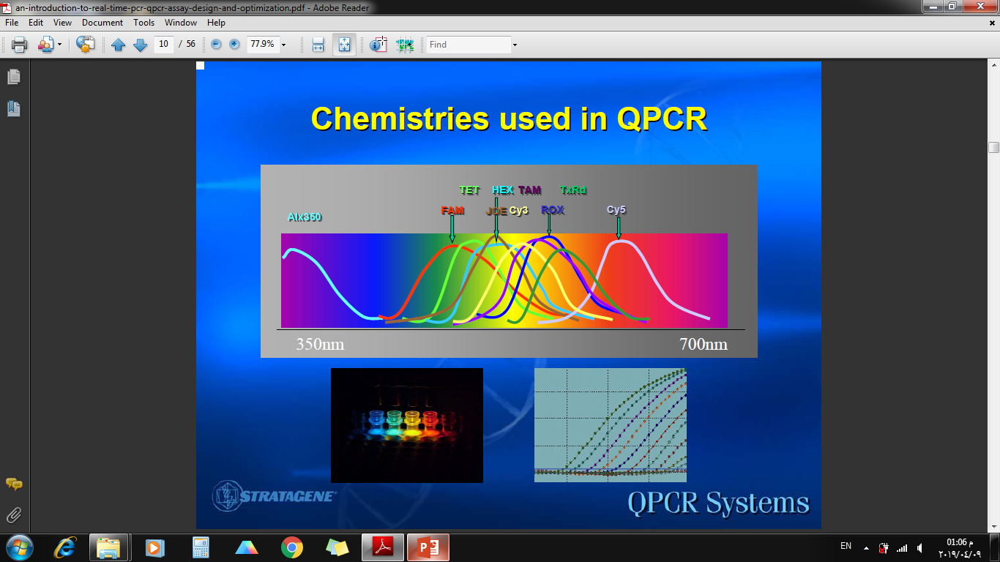 an-introduction-to-real-time-pcr-qpcr-assay-design-and-optimization.pdf - Adobe Reader
File Edit View Document Tools Window Help
10 / 56 77.9% Find
Chemistries used in QPCR
TET HEX TAM TxRd
FAM JOE Cy3 ROX Cy5
Alx350
350nm 700nm
STRATAGENE
QPCR Systems
EN
01:06 م
٢٠١٩/٠٤/٠٩